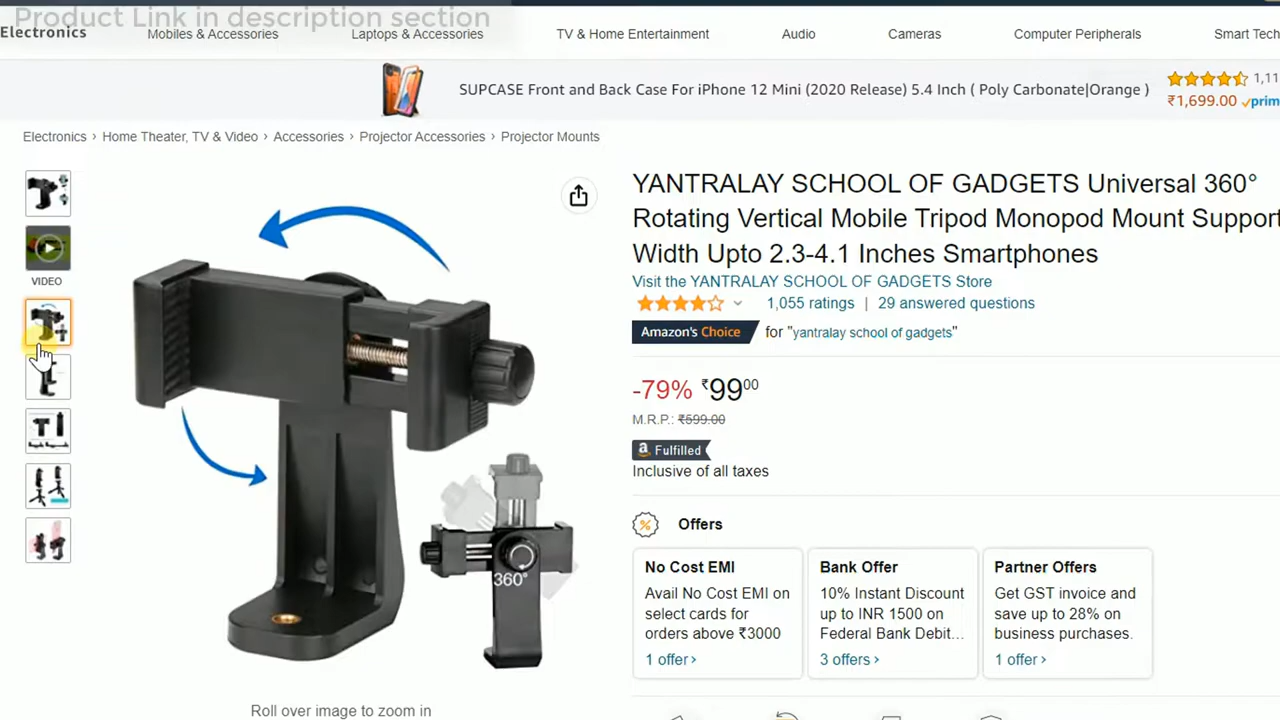 Product Link in description section
Electronics
Mobiles & Accessories
Laptops & Accessories
TV & Home Entertainment
Audio
Cameras
Computer Peripherals
Smart Tech
SUPCASE Front and Back Case For iPhone 12 Mini (2020 Release) 5.4 Inch ( Poly Carbonate|Orange )
1,11
₹1,699.00 prim
Electronics › Home Theater, TV & Video › Accessories › Projector Accessories › Projector Mounts
YANTRALAY SCHOOL OF GADGETS Universal 360°
Rotating Vertical Mobile Tripod Monopod Mount Support
Width Upto 2.3-4.1 Inches Smartphones
Visit the YANTRALAY SCHOOL OF GADGETS Store
1,055 ratings | 29 answered questions
Amazon's Choice for "yantralay school of gadgets"
-79% ₹9900
M.R.P.: ₹599.00
a Fulfilled
Inclusive of all taxes
VIDEO
360°
% Offers
No Cost EMI
Avail No Cost EMI on
select cards for
orders above ₹3000
1 offer ›
Bank Offer
10% Instant Discount
up to INR 1500 on
Federal Bank Debit...
3 offers ›
Partner Offers
Get GST invoice and
save up to 28% on
business purchases.
1 offer ›
Roll over image to zoom in